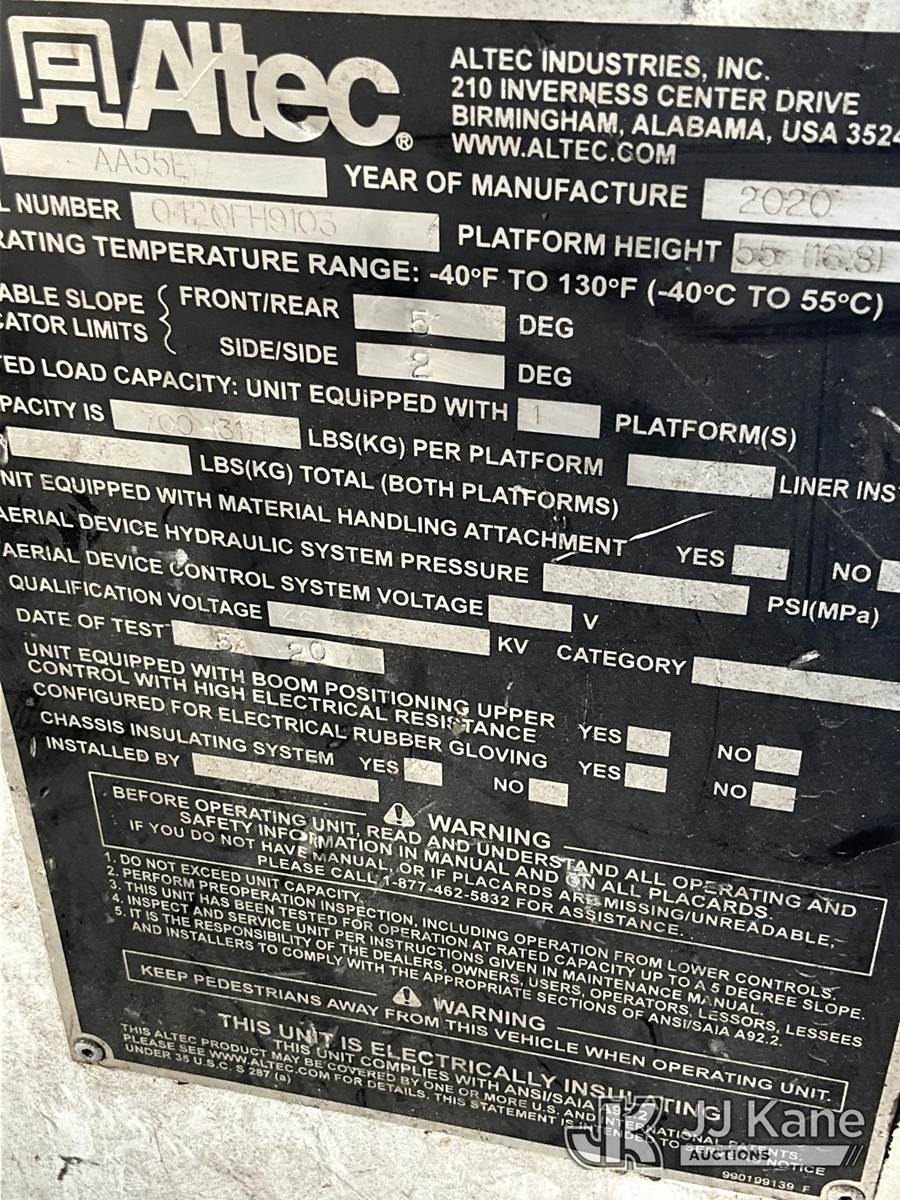 Altec®
ALTEC INDUSTRIES, INC.
210 INVERNESS CENTER DRIVE
BIRMINGHAM, ALABAMA, USA 3524
WWW.ALTEC.COM
AA55E YEAR OF MANUFACTURE 2020
L NUMBER 0420FH9103 PLATFORM HEIGHT 55 (16.8)
RATING TEMPERATURE RANGE: -40°F TO 130°F (-40°C TO 55°C)
ABLE SLOPE FRONT/REAR 5 DEG
CATOR LIMITS SIDE/SIDE 2 DEG
TED LOAD CAPACITY: UNIT EQUIPPED WITH 1 PLATFORM(S)
PACITY IS 700 (317) LBS(KG) PER PLATFORM LINER INS
LBS(KG) TOTAL (BOTH PLATFORMS)
NIT EQUIPPED WITH MATERIAL HANDLING ATTACHMENT YES NO
AERIAL DEVICE HYDRAULIC SYSTEM PRESSURE PSI(MPa)
AERIAL DEVICE CONTROL SYSTEM VOLTAGE V
QUALIFICATION VOLTAGE KV CATEGORY
DATE OF TEST 20
UNIT EQUIPPED WITH BOOM POSITIONING UPPER
CONTROL WITH HIGH ELECTRICAL RESISTANCE YES NO
CONFIGURED FOR ELECTRICAL RUBBER GLOVING YES NO
CHASSIS INSULATING SYSTEM YES NO
INSTALLED BY
WARNING
BEFORE OPERATING UNIT, READ AND UNDERSTAND ALL OPERATING AND
SAFETY INFORMATION IN MANUAL AND ON ALL PLACARDS.
IF YOU DO NOT HAVE MANUAL, OR IF PLACARDS ARE MISSING/UNREADABLE,
PLEASE CALL 1-877-462-5832 FOR ASSISTANCE.
1. DO NOT EXCEED UNIT CAPACITY.
2. PERFORM PREOPERATION INSPECTION, INCLUDING OPERATION FROM LOWER CONTROLS.
3. THIS UNIT HAS BEEN TESTED FOR OPERATION AT RATED CAPACITY UP TO A 5 DEGREE SLOPE.
4. INSPECT AND SERVICE UNIT PER INSTRUCTIONS GIVEN IN MAINTENANCE MANUAL.
5. IT IS THE RESPONSIBILITY OF THE DEALERS, OWNERS, USERS, OPERATORS, LESSORS, LESSEES
AND INSTALLERS TO COMPLY WITH THE APPROPRIATE SECTIONS OF ANSI/SAIA A92.2.
WARNING
KEEP PEDESTRIANS AWAY FROM THIS VEHICLE WHEN OPERATING UNIT.
THIS UNIT IS ELECTRICALLY INSULATING
THIS UNIT COMPLIES WITH ANSI/SAIA A92.2
THIS ALTEC PRODUCT MAY BE COVERED BY ONE OR MORE U.S. AND INTERNATIONAL PATENTS.
PLEASE SEE WWW.ALTEC.COM FOR DETAILS. THIS STATEMENT IS INTENDED TO SERVE AS NOTICE
UNDER 35 U.S.C. S 287 (a)
990199139 F
JK JJ Kane
AUCTIONS